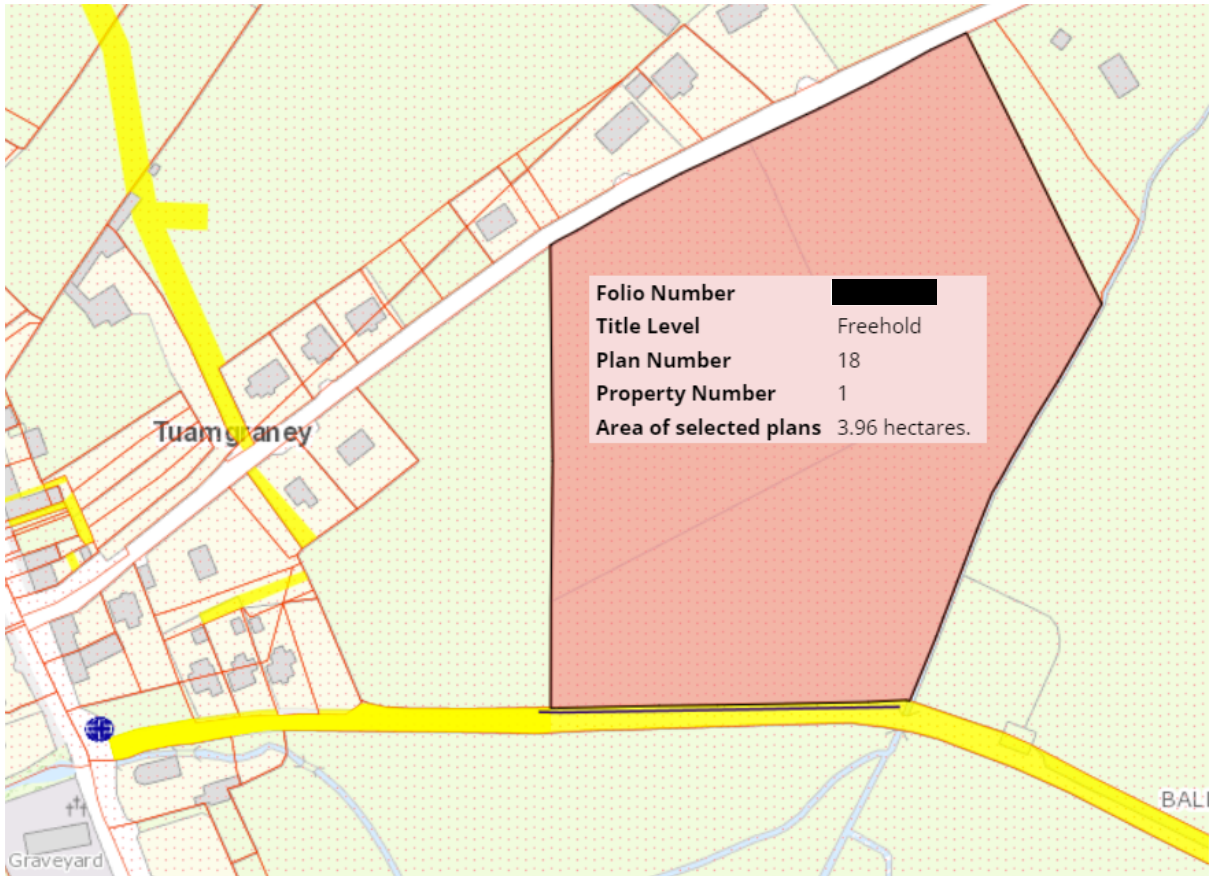 Folio Number
Title Level Freehold
Plan Number 18
Property Number 1
Area of selected plans 3.96 hectares.
Tuamgraney
BALI
Graveyard